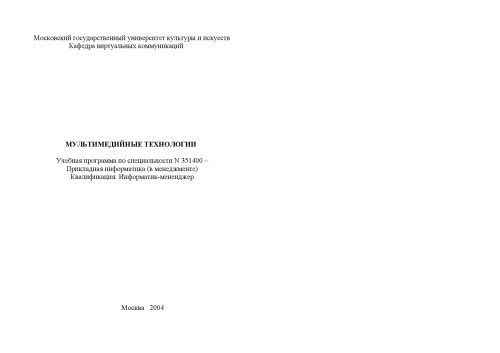 Московский государственный университет культуры и искусств
Кафедра виртуальных коммуникаций
МУЛЬТИМЕДИЙНЫЕ ТЕХНОЛОГИИ
Учебная программа по специальности N 351400 –
Прикладная информатика (в менеджменте)
Квалификация Информатик-менеджер
Москва 2004